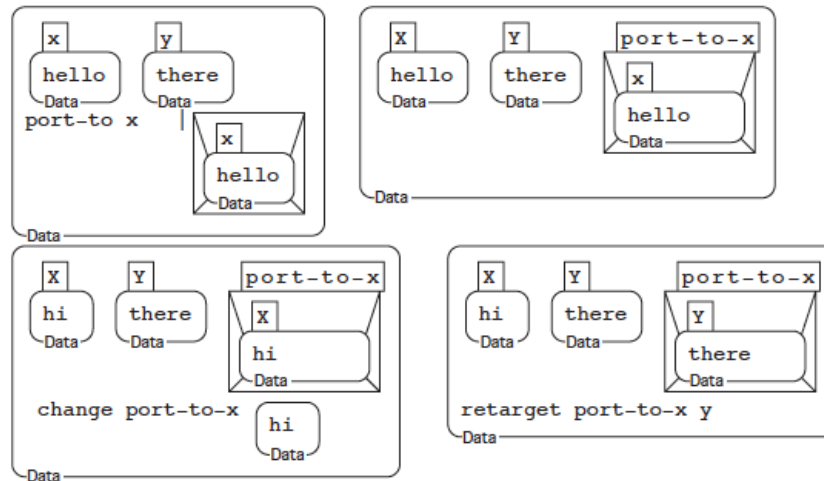 x y
hello there
Data Data
port-to x |
x
hello
Data
Data
X Y port-to-x
hello there
Data Data
x
hello
Data
Data
X Y port-to-x
hi there
Data Data
X
hi
Data
change port-to-x
hi
Data
Data
X Y port-to-x
hi there
Data Data
Y
there
Data
retarget port-to-x y
Data